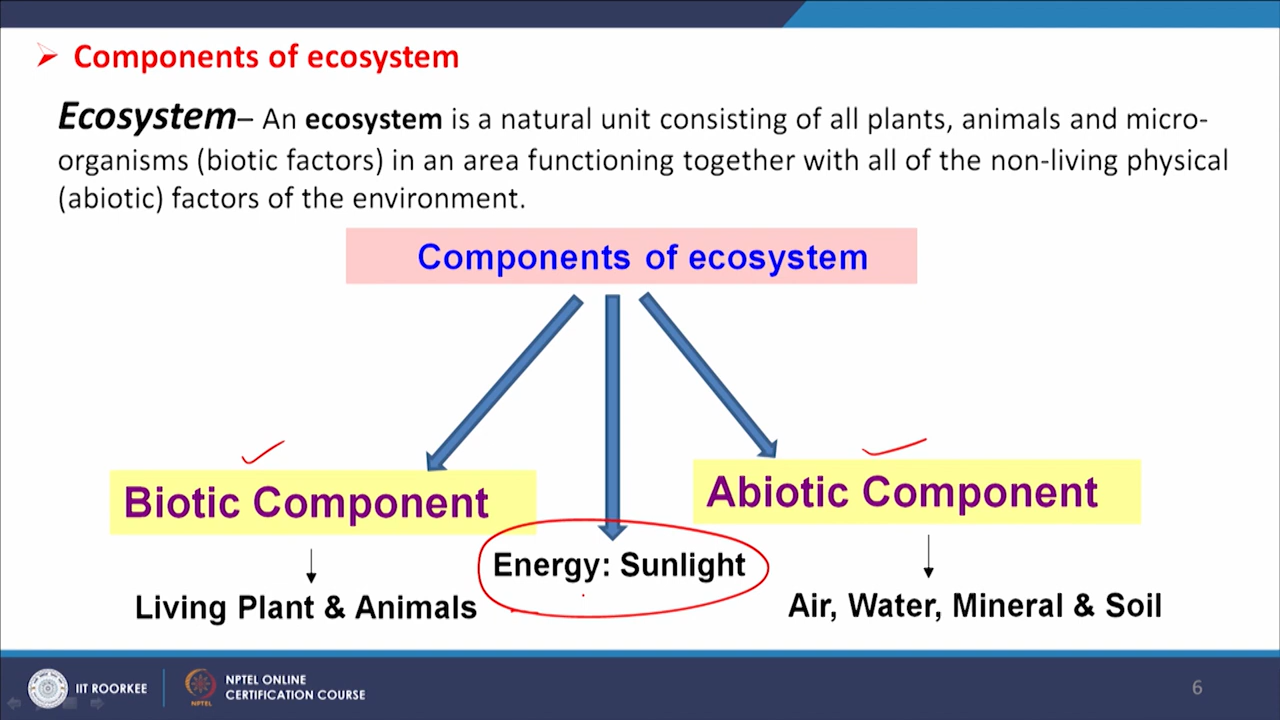 Components of ecosystem
Ecosystem– An ecosystem is a natural unit consisting of all plants, animals and micro-
organisms (biotic factors) in an area functioning together with all of the non-living physical
(abiotic) factors of the environment.
Components of ecosystem
Biotic Component
Abiotic Component
Energy: Sunlight
Living Plant & Animals
Air, Water, Mineral & Soil
IIT ROORKEE
NPTEL
NPTEL ONLINE
CERTIFICATION COURSE
6